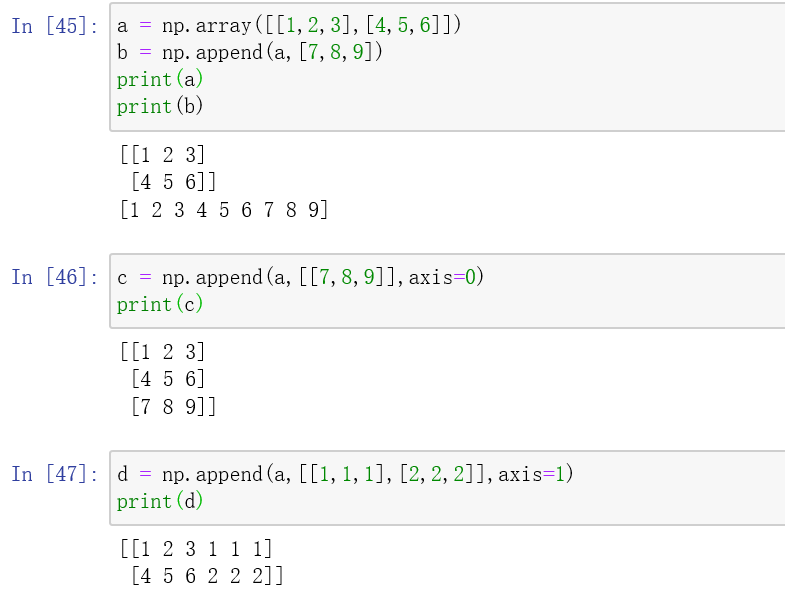 In [45]: a = np.array([[1,2,3],[4,5,6]])
b = np.append(a,[7,8,9])
print(a)
print(b)
[[1 2 3]
 [4 5 6]]
[1 2 3 4 5 6 7 8 9]
In [46]: c = np.append(a,[[7,8,9]],axis=0)
print(c)
[[1 2 3]
 [4 5 6]
 [7 8 9]]
In [47]: d = np.append(a,[[1,1,1],[2,2,2]],axis=1)
print(d)
[[1 2 3 1 1 1]
 [4 5 6 2 2 2]]